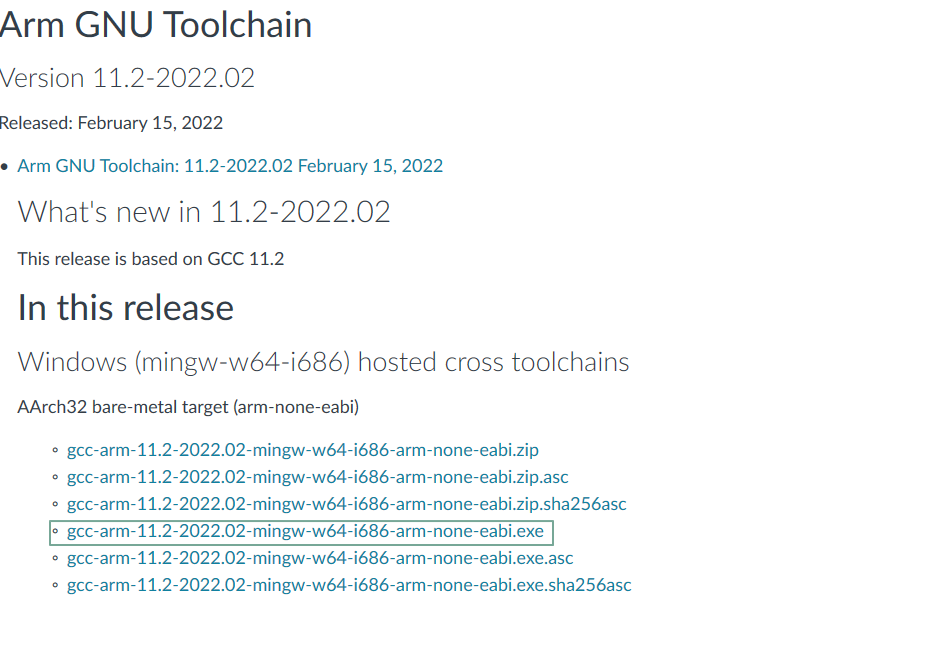 Arm GNU Toolchain
Version 11.2-2022.02
Released: February 15, 2022
Arm GNU Toolchain: 11.2-2022.02 February 15, 2022
What's new in 11.2-2022.02
This release is based on GCC 11.2
In this release
Windows (mingw-w64-i686) hosted cross toolchains
AArch32 bare-metal target (arm-none-eabi)
gcc-arm-11.2-2022.02-mingw-w64-i686-arm-none-eabi.zip
gcc-arm-11.2-2022.02-mingw-w64-i686-arm-none-eabi.zip.asc
gcc-arm-11.2-2022.02-mingw-w64-i686-arm-none-eabi.zip.sha256asc
gcc-arm-11.2-2022.02-mingw-w64-i686-arm-none-eabi.exe
gcc-arm-11.2-2022.02-mingw-w64-i686-arm-none-eabi.exe.asc
gcc-arm-11.2-2022.02-mingw-w64-i686-arm-none-eabi.exe.sha256asc